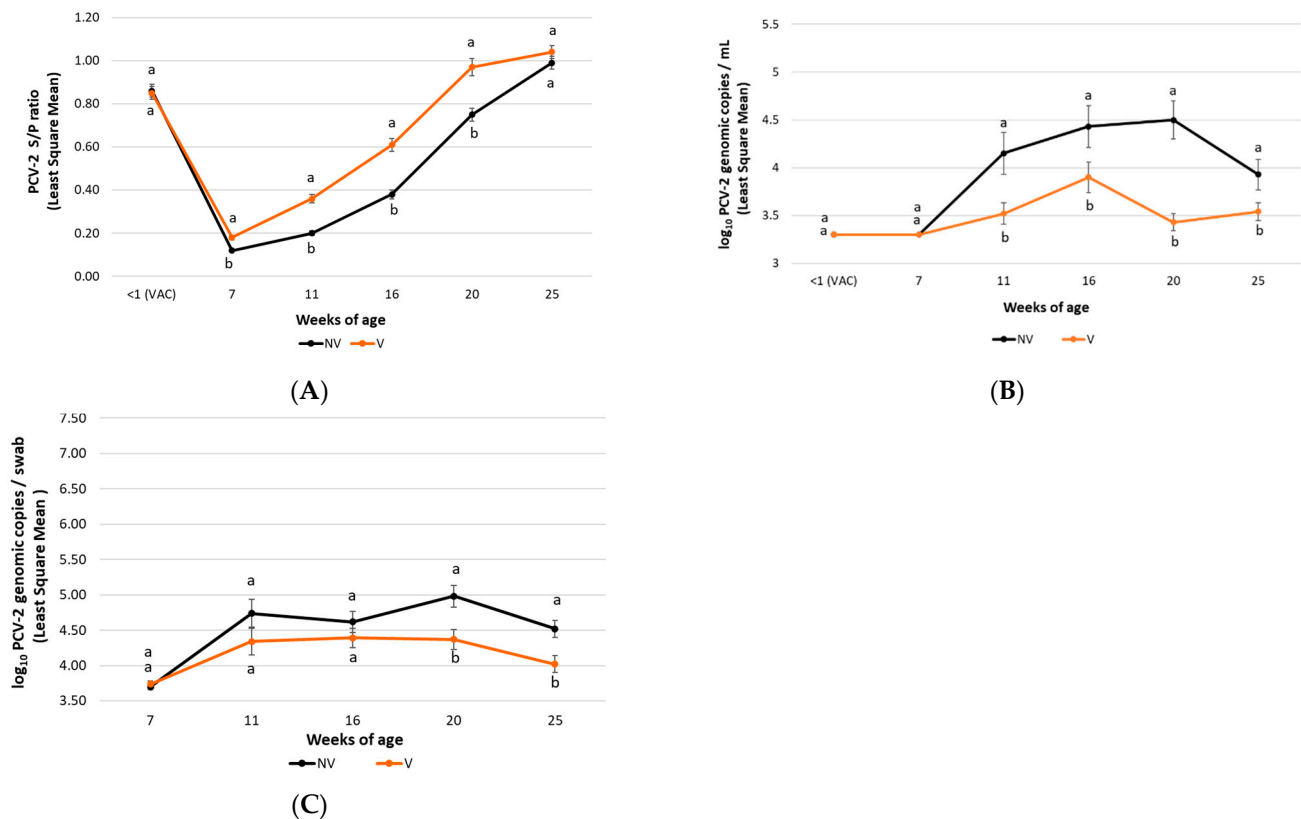 1.20
1.00
0.80
0.60
0.40
0.20
0.00
PCV-2 S/P ratio
(Least Square Mean)
a
a
a
b
a
b
a
b
a
b
a
a
<1 (VAC)
7
11
16
20
25
Weeks of age
NV
V
(A)
5.5
5
4.5
4
3.5
3
log10 PCV-2 genomic copies / mL
(Least Square Mean)
a
a
a
a
a
b
a
b
a
b
a
b
<1 (VAC)
7
11
16
20
25
Weeks of age
NV
V
(B)
7.50
7.00
6.50
6.00
5.50
5.00
4.50
4.00
3.50
log10 PCV-2 genomic copies / swab
(Least Square Mean )
a
a
a
a
a
a
a
b
a
b
7
11
16
20
25
Weeks of age
NV
V
(C)